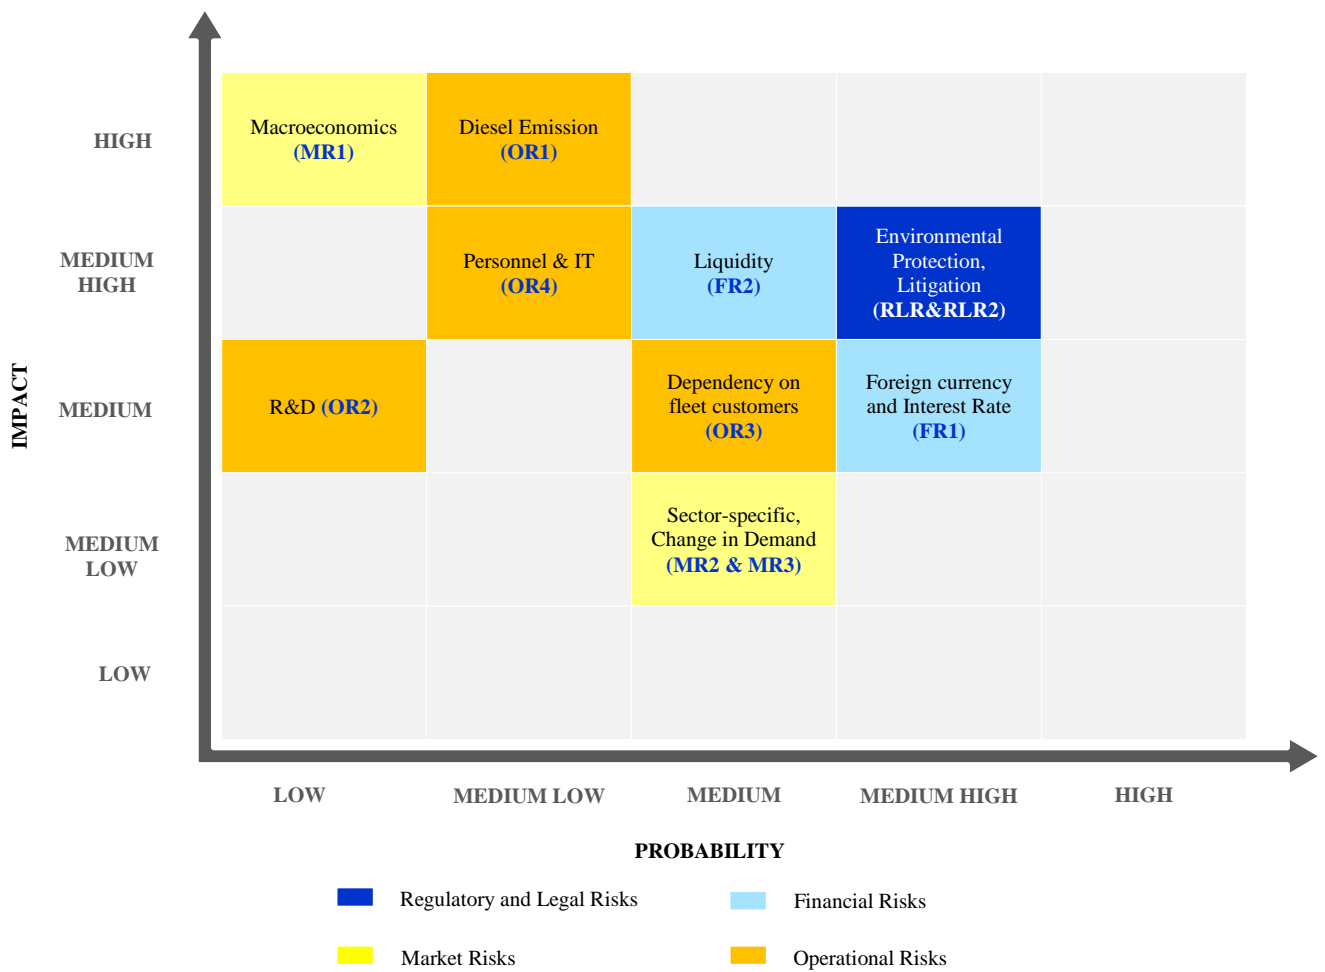 HIGH
Macroeconomics
(MR1)
Diesel Emission
(OR1)
MEDIUM
HIGH
Personnel & IT
(OR4)
Liquidity
(FR2)
Environmental
Protection,
Litigation
(RLR&RLR2)
IMPACT
MEDIUM
R&D (OR2)
Dependency on
fleet customers
(OR3)
Foreign currency
and Interest Rate
(FR1)
MEDIUM
LOW
Sector-specific,
Change in Demand
(MR2 & MR3)
LOW
LOW
MEDIUM LOW
MEDIUM
MEDIUM HIGH
HIGH
PROBABILITY
Regulatory and Legal Risks
Financial Risks
Market Risks
Operational Risks